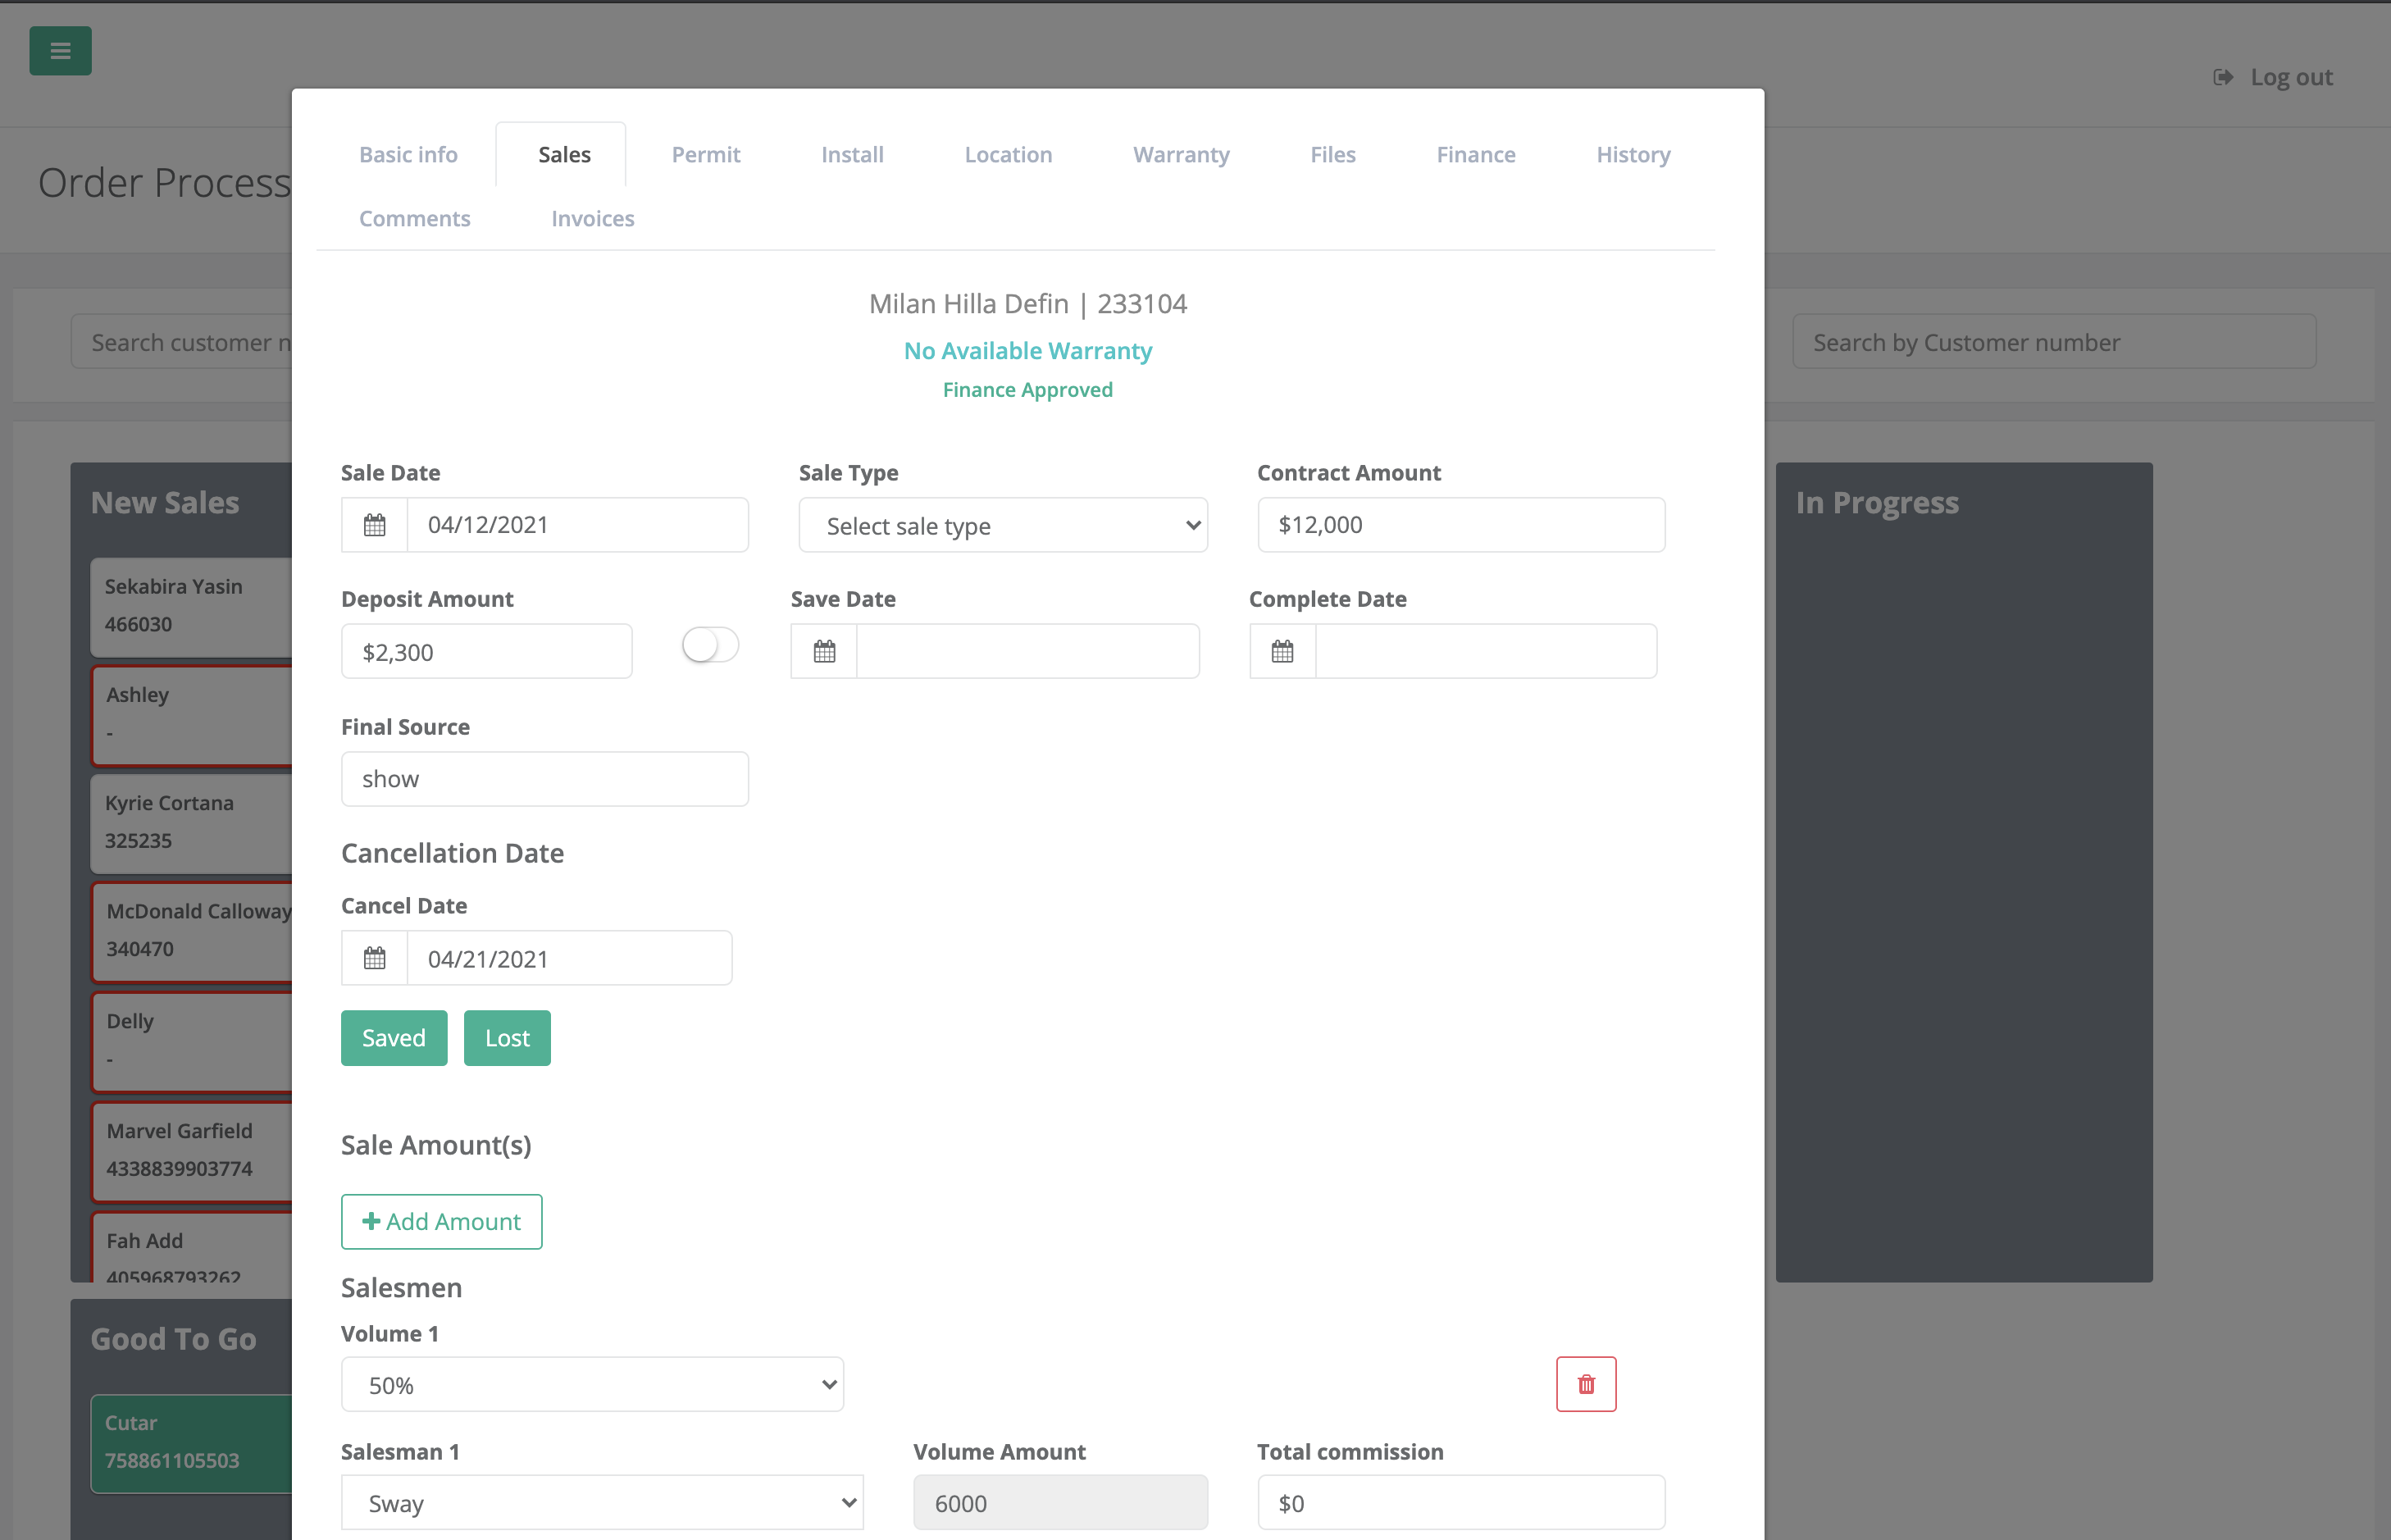 Log out
Order Process
Basic info Sales Permit Install Location Warranty Files Finance History
Comments Invoices
Milan Hilla Defin | 233104
No Available Warranty
Finance Approved
Search customer n
Search by Customer number
Sale Date Sale Type Contract Amount
04/12/2021 Select sale type $12,000
Deposit Amount Save Date Complete Date
$2,300
Final Source
show
Cancellation Date
Cancel Date
04/21/2021
Saved Lost
Sale Amount(s)
Add Amount
Salesmen
Volume 1
50%
Salesman 1 Volume Amount Total commission
Sway 6000 $0
New Sales
Sekabira Yasin
466030
Ashley
-
Kyrie Cortana
325235
McDonald Calloway
340470
Delly
-
Marvel Garfield
4338839903774
Fah Add
405968793262
Good To Go
Cutar
758861105503
In Progress